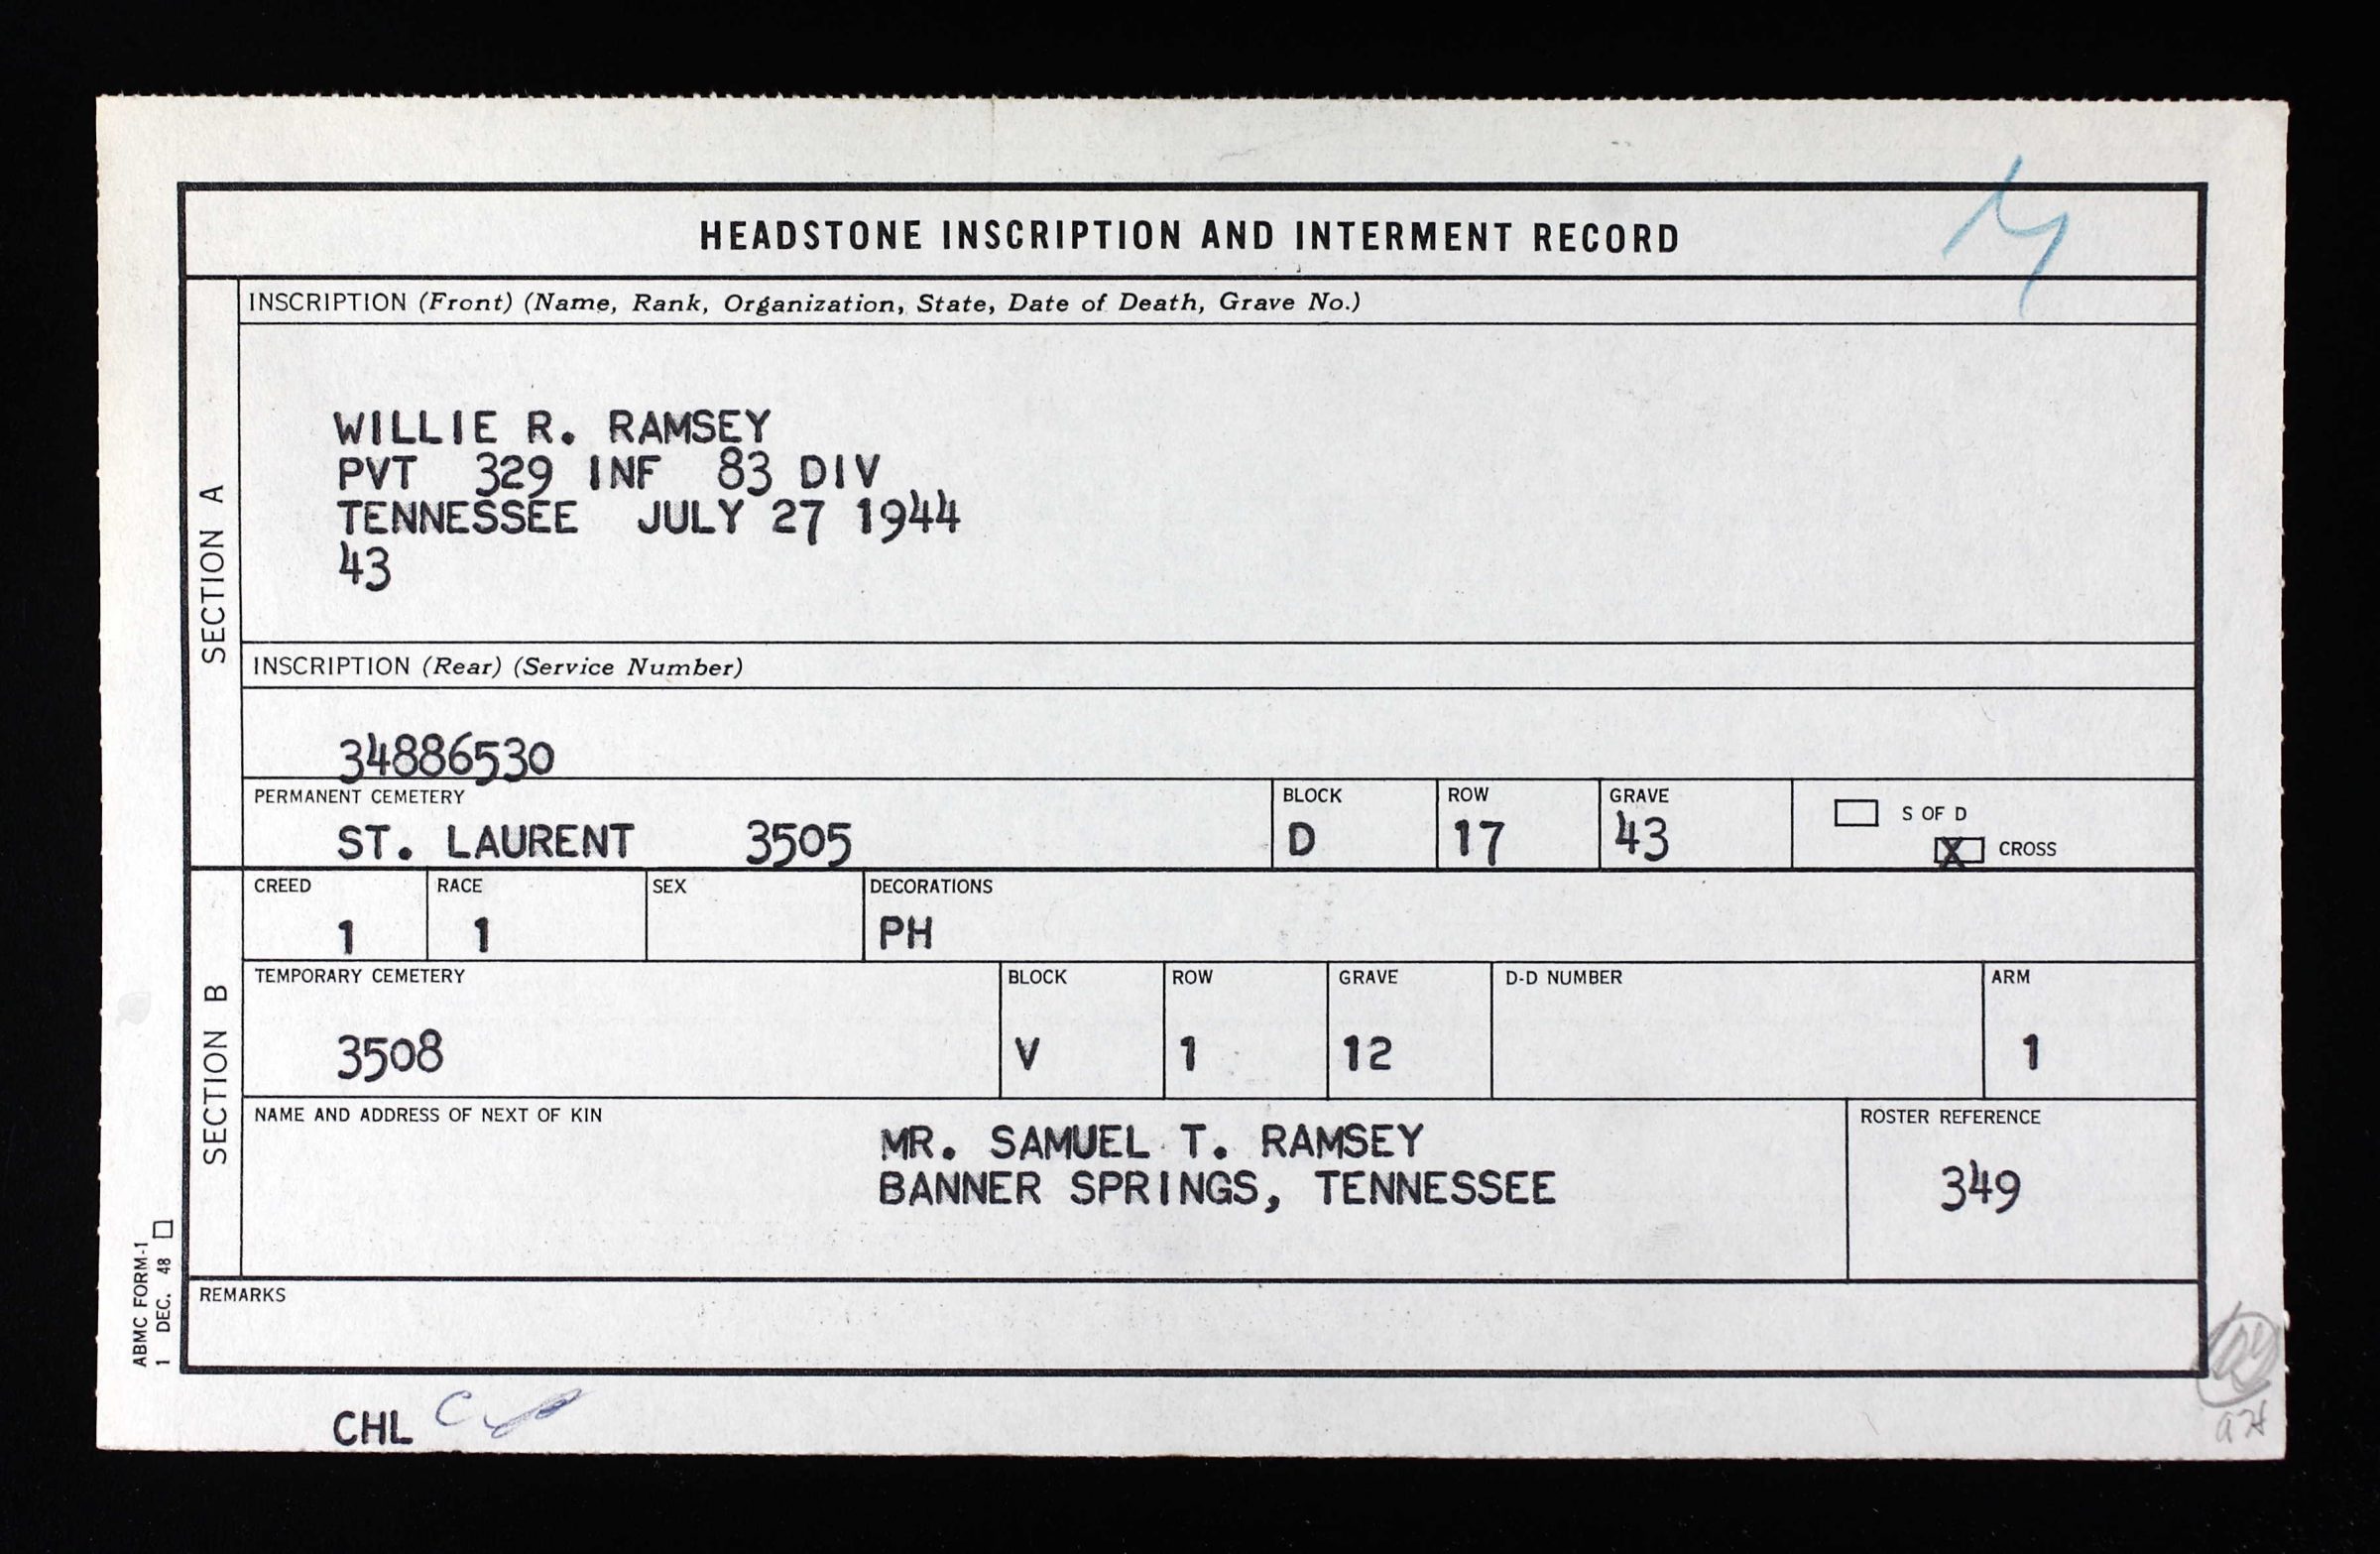 HEADSTONE INSCRIPTION AND INTERMENT RECORD
SECTION A
INSCRIPTION (Front) (Name, Rank, Organization, State, Date of Death, Grave No.)
WILLIE R. RAMSEY
PVT 329 INF 83 DIV
TENNESSEE JULY 27 1944
43
INSCRIPTION (Rear) (Service Number)
34886530
PERMANENT CEMETERY BLOCK ROW GRAVE S OF D
ST. LAURENT 3505 D 17 43 X CROSS
SECTION B
CREED RACE SEX DECORATIONS
1 1 PH
TEMPORARY CEMETERY BLOCK ROW GRAVE D-D NUMBER ARM
3508 V 1 12 1
NAME AND ADDRESS OF NEXT OF KIN ROSTER REFERENCE
MR. SAMUEL T. RAMSEY
BANNER SPRINGS, TENNESSEE 349
REMARKS
ABMC FORM-1
1 DEC. 48
CHL